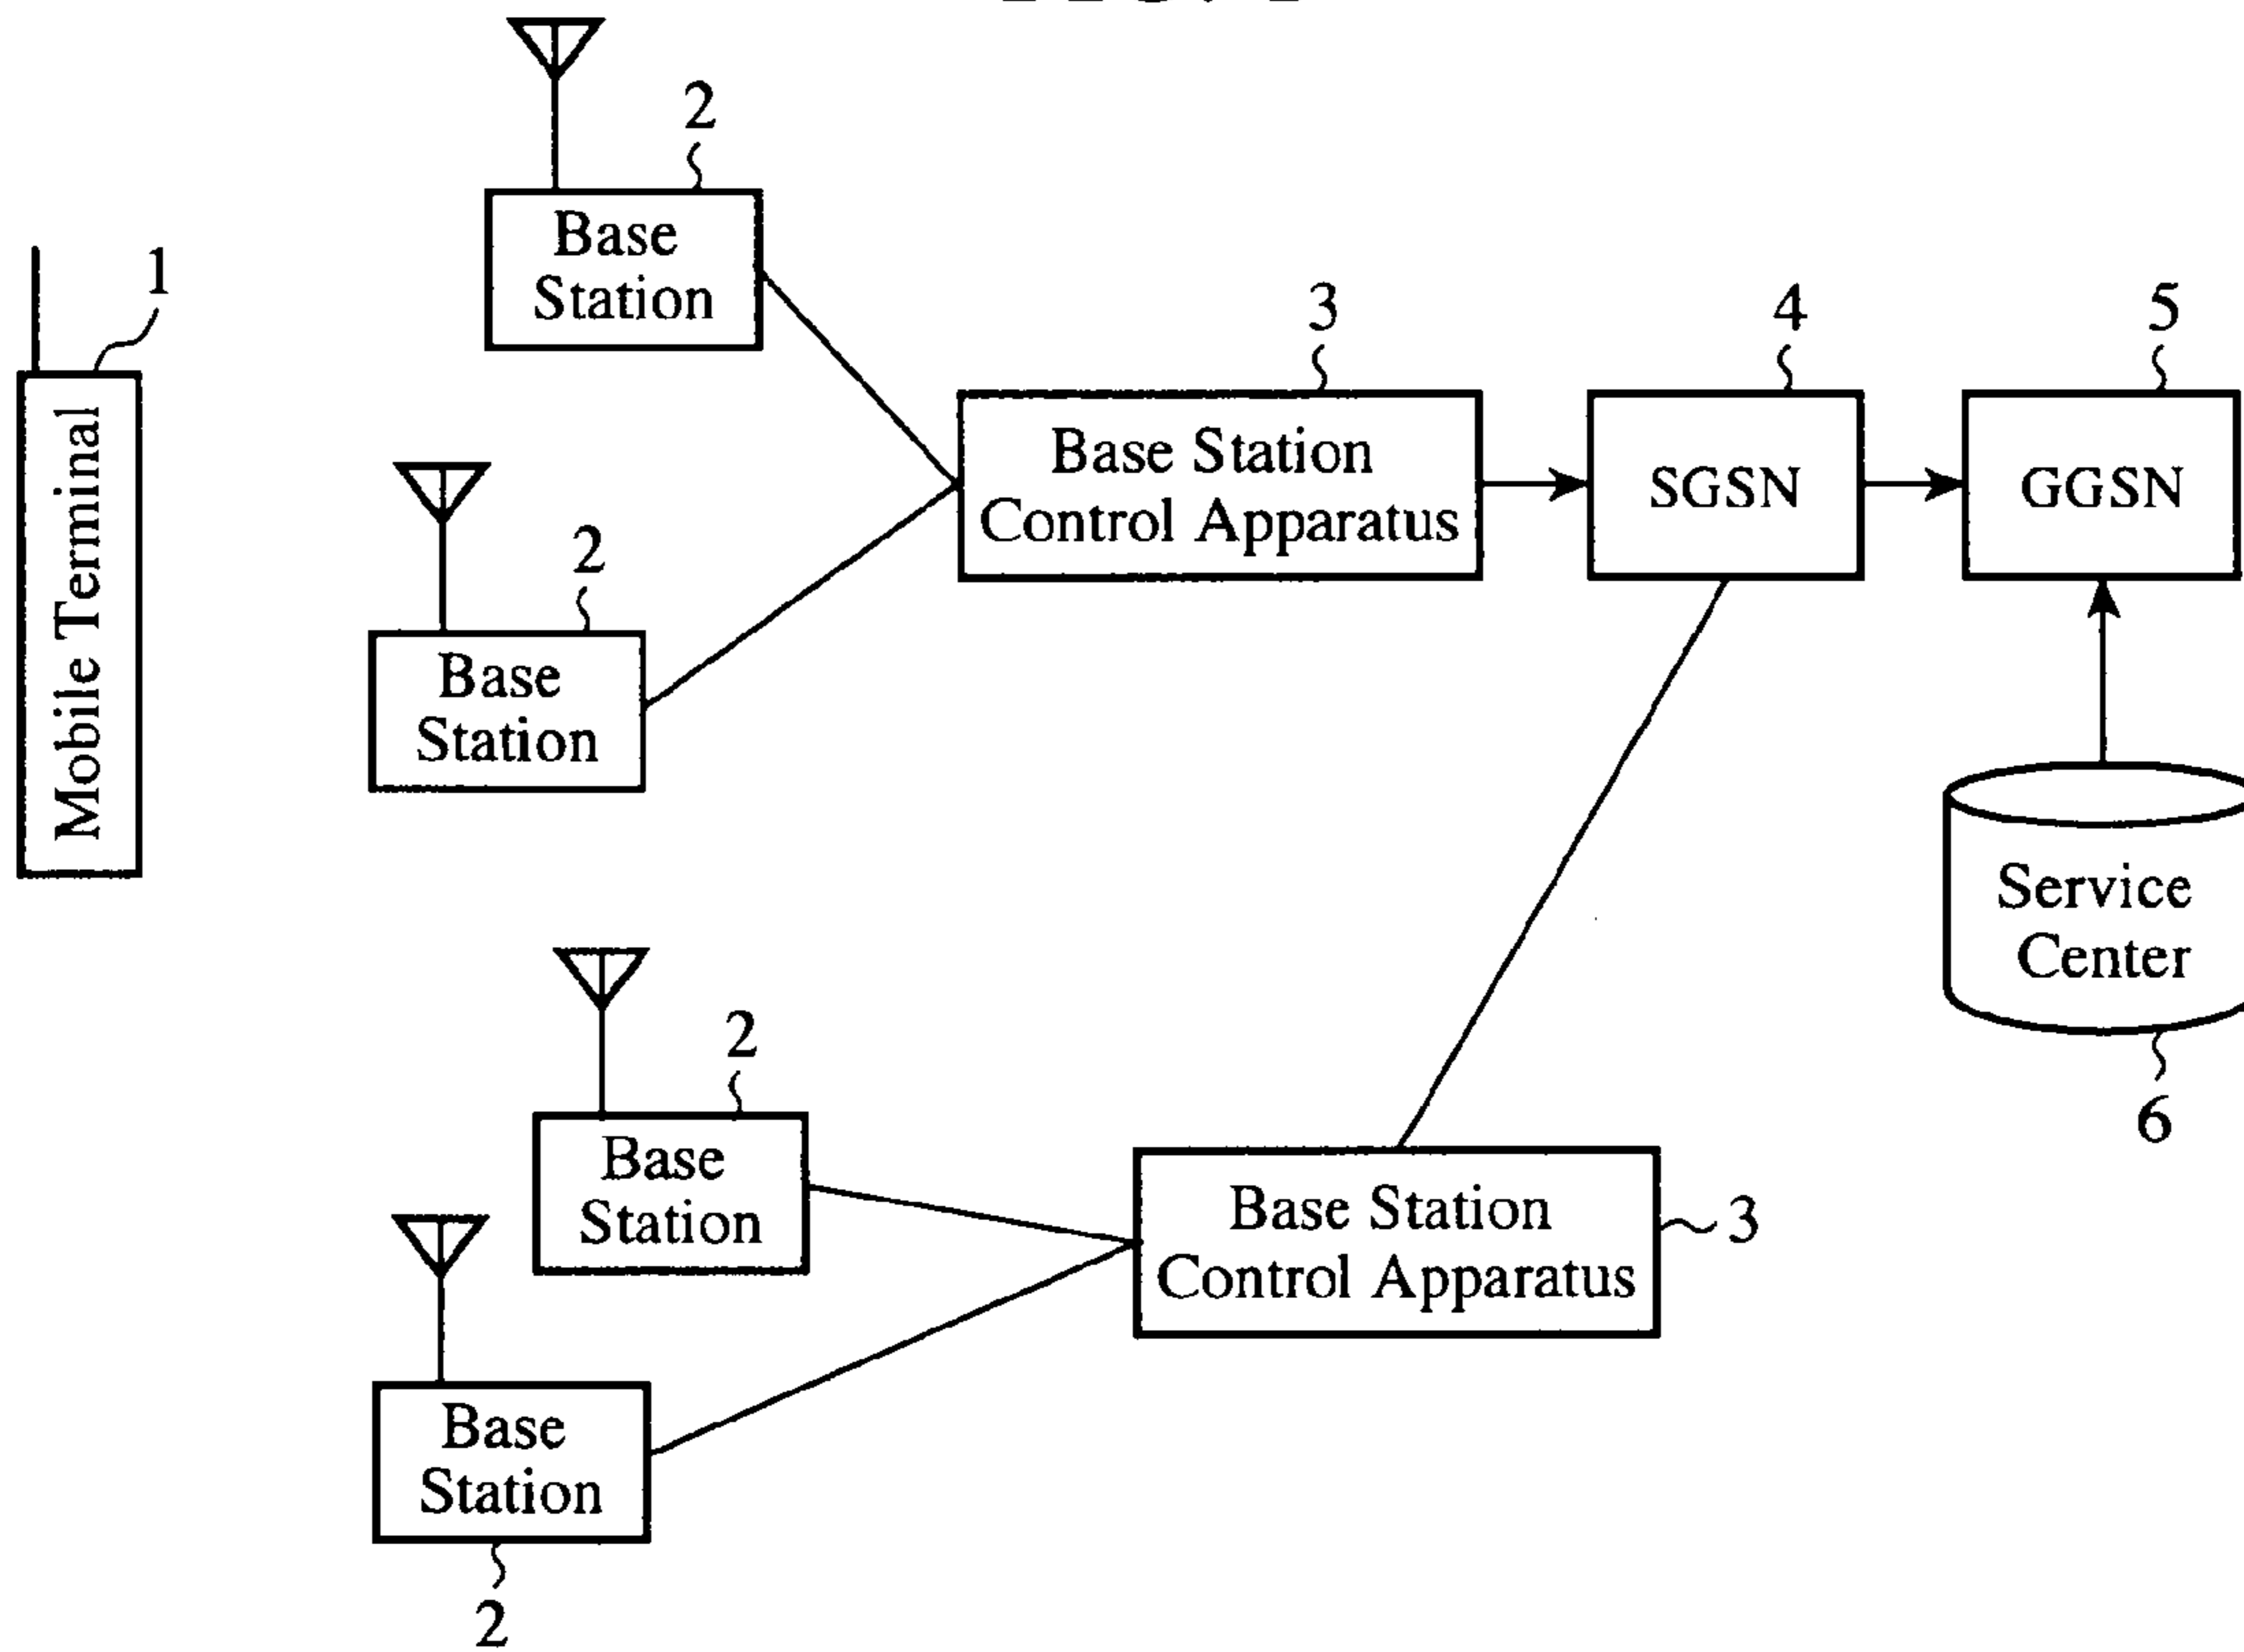 2
Base
Station
1
Mobile Terminal
2
Base
Station
3
Base Station
Control Apparatus
4
SGSN
5
GGSN
Service
Center
6
2
Base
Station
Base Station
Control Apparatus
3
Base
Station
2